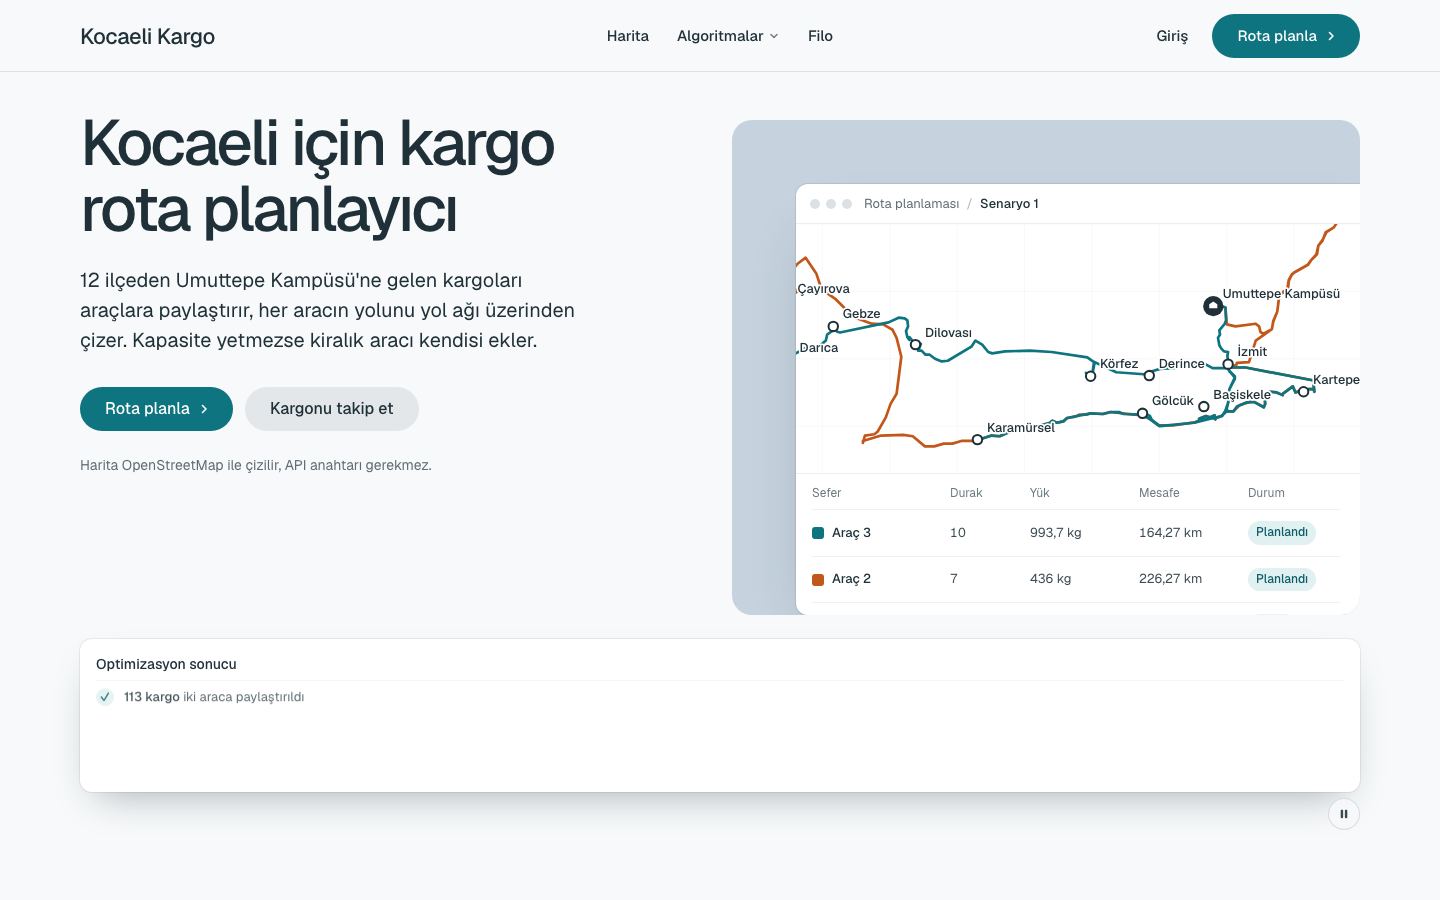 Kocaeli Kargo
Harita
Algoritmalar
Filo
Giriş
Rota planla
Kocaeli için kargo
rota planlayıcı
12 ilçeden Umuttepe Kampüsü'ne gelen kargoları
araçlara paylaştırır, her aracın yolunu yol ağı üzerinden
çizer. Kapasite yetmezse kiralık aracı kendisi ekler.
Rota planla
Kargonu takip et
Harita OpenStreetMap ile çizilir, API anahtarı gerekmez.
Rota planlaması / Senaryo 1
Çayırova
Umuttepe Kampüsü
Gebze
Dilovası
Darıca
İzmit
Körfez
Derince
Kartepe
Başiskele
Gölcük
Karamürsel
Sefer Durak Yük Mesafe Durum
Araç 3 10 993,7 kg 164,27 km Planlandı
Araç 2 7 436 kg 226,27 km Planlandı
Optimizasyon sonucu
113 kargo iki araca paylaştırıldı